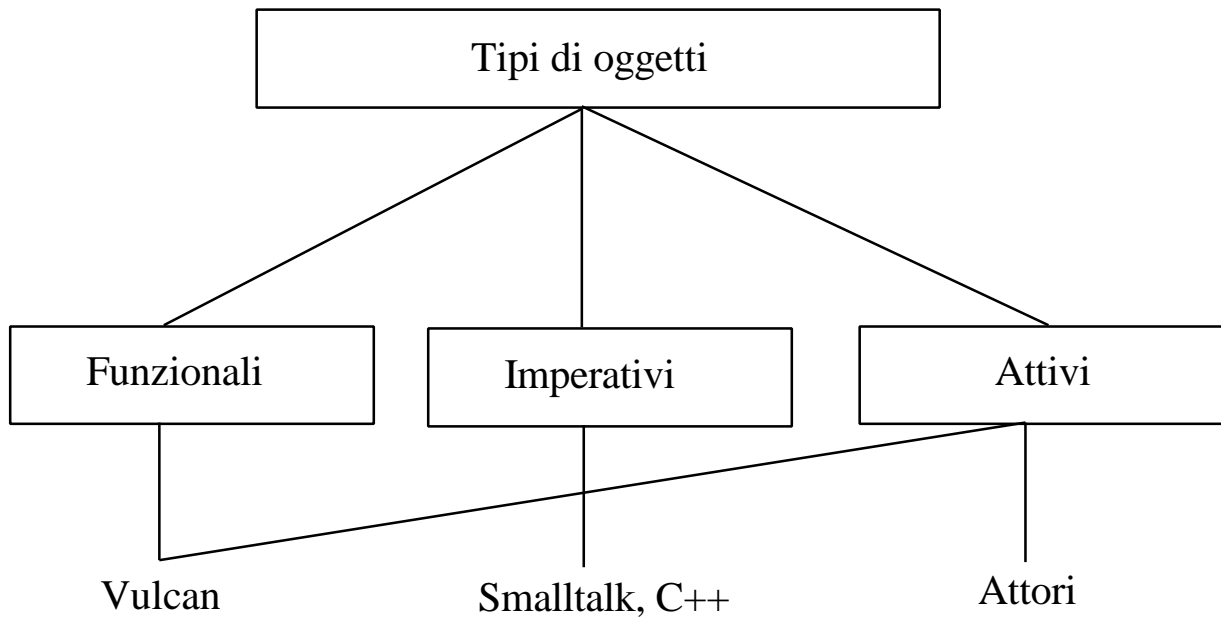 Tipi di oggetti
Funzionali
Imperativi
Attivi
Vulcan
Smalltalk, C++
Attori